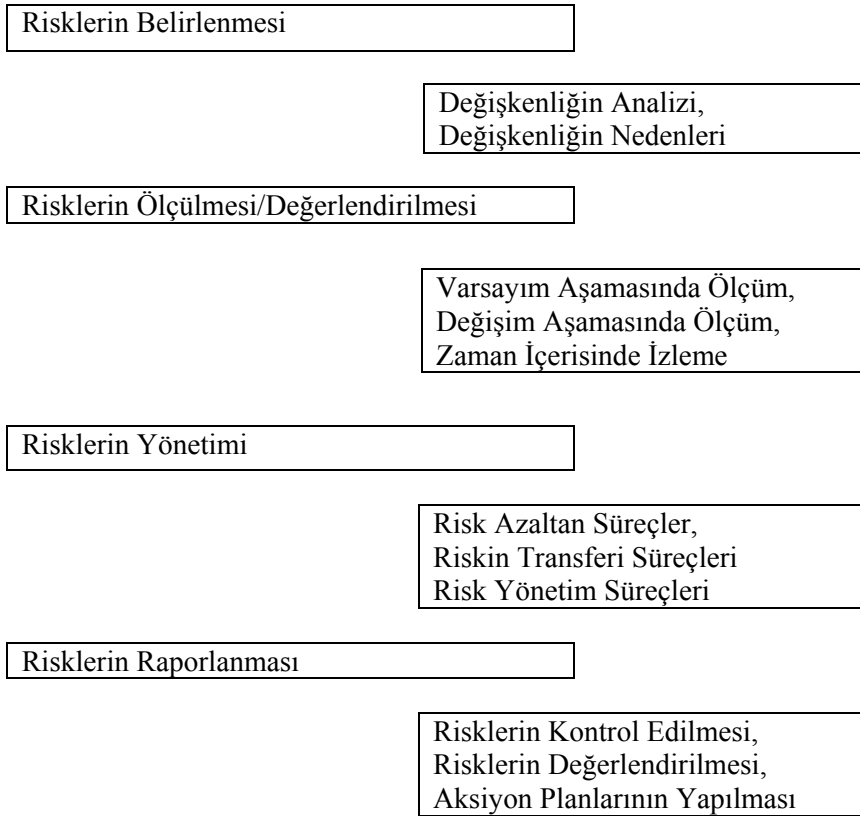 Risklerin Belirlenmesi
Değişkenliğin Analizi,
Değişkenliğin Nedenleri
Risklerin Ölçülmesi/Değerlendirilmesi
Varsayım Aşamasında Ölçüm,
Değişim Aşamasında Ölçüm,
Zaman İçerisinde İzleme
Risklerin Yönetimi
Risk Azaltan Süreçler,
Riskin Transferi Süreçleri
Risk Yönetim Süreçleri
Risklerin Raporlanması
Risklerin Kontrol Edilmesi,
Risklerin Değerlendirilmesi,
Aksiyon Planlarının Yapılması